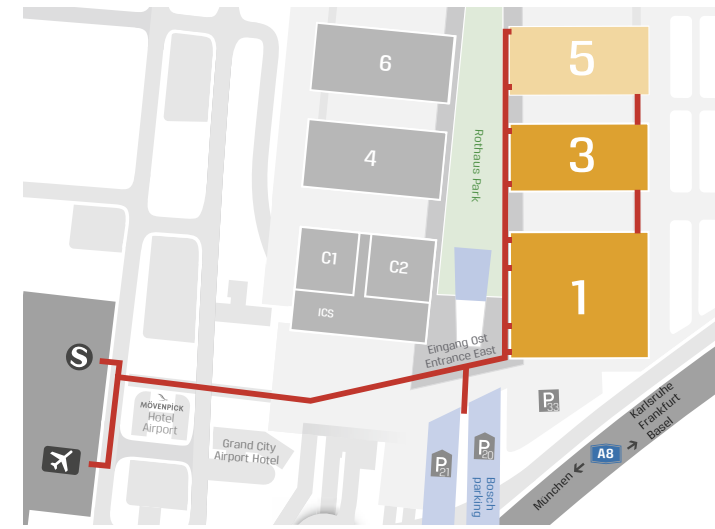 6
5
4
3
Rothaus Park
C1
C2
ICS
1
Eingang Ost
Entrance East
S
MÖVENPICK
Hotel
Airport
Grand City
Airport Hotel
P
21
P
20
Bosch
parking
P
33
Karlsruhe
Frankfurt
Basel
A8
München